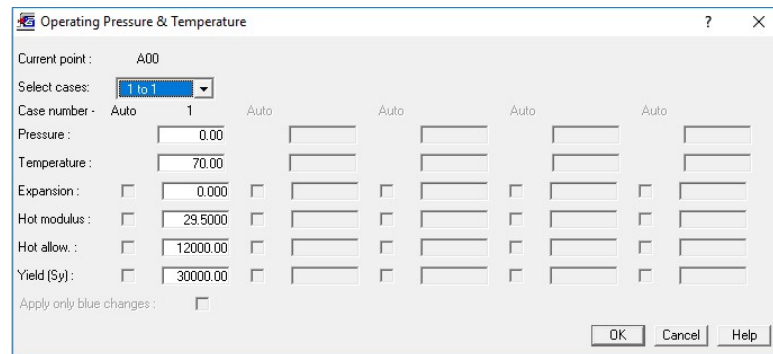 Operating Pressure & Temperature ? ×
Current point : A00
Select cases: 1 to 1
Case number - Auto 1 Auto Auto Auto Auto
Pressure : 0.00
Temperature : 70.00
Expansion : 0.000
Hot modulus : 29.5000
Hot allow. : 12000.00
Yield (Sy) : 30000.00
Apply only blue changes :
OK Cancel Help